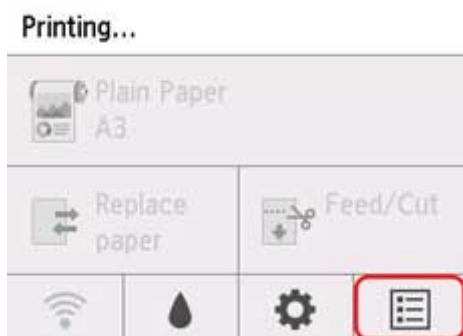 Printing...
Plain Paper
A3
Replace
paper
Feed/Cut